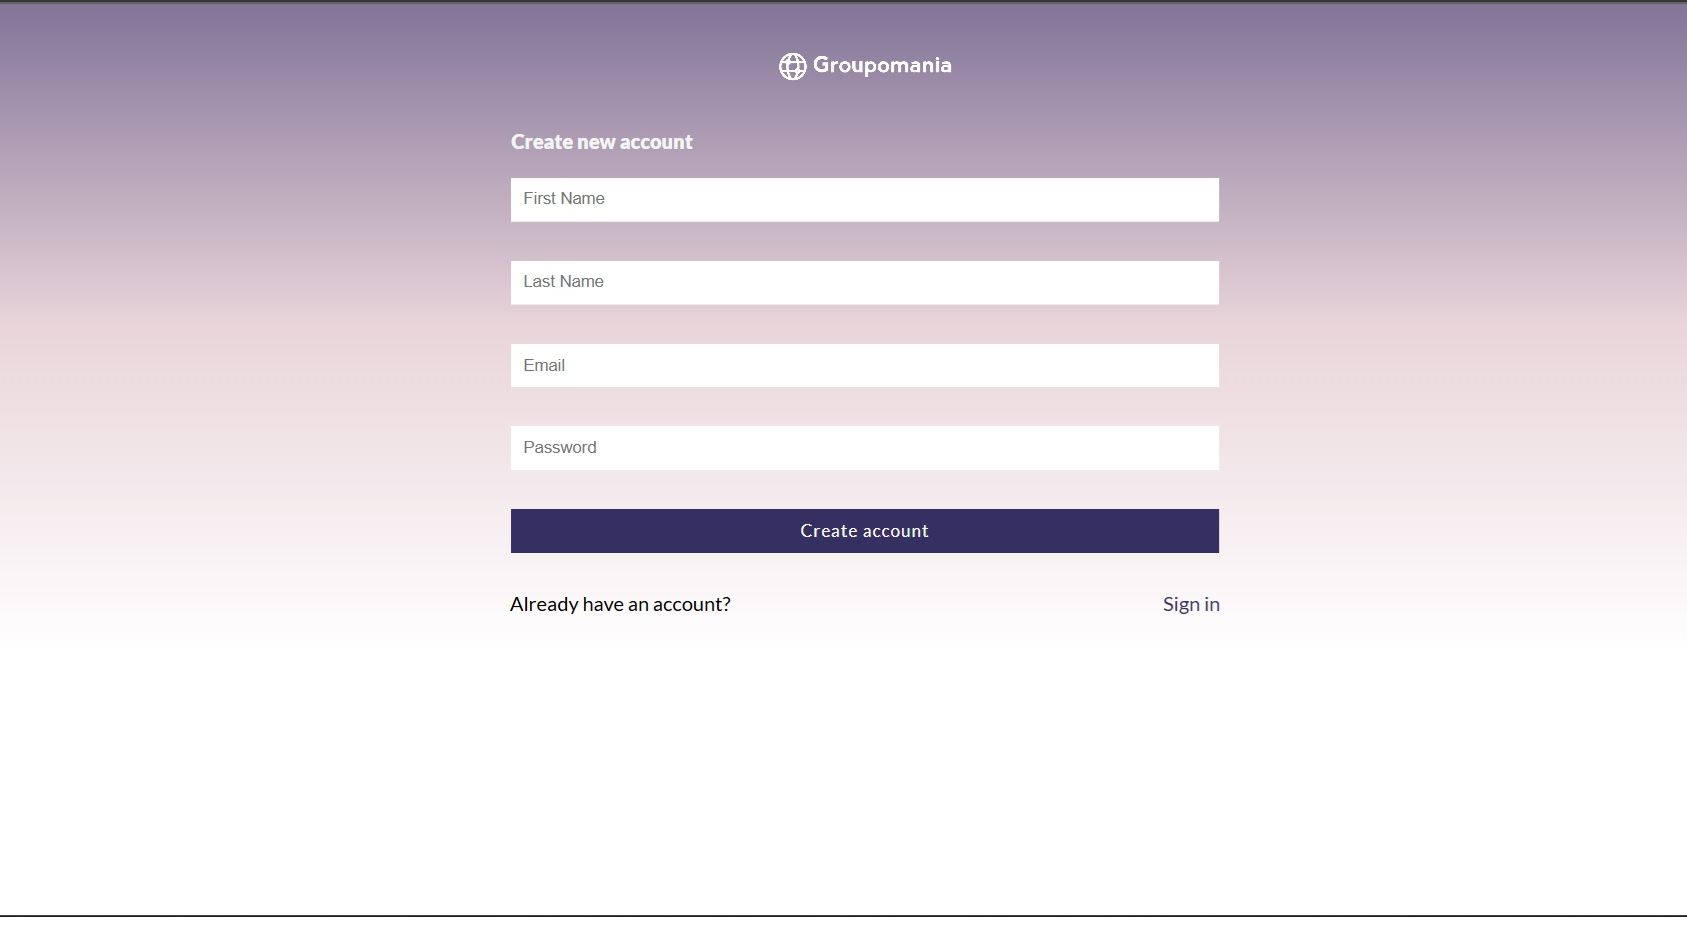 Groupomania
Create new account
First Name
Last Name
Email
Password
Create account
Already have an account? Sign in